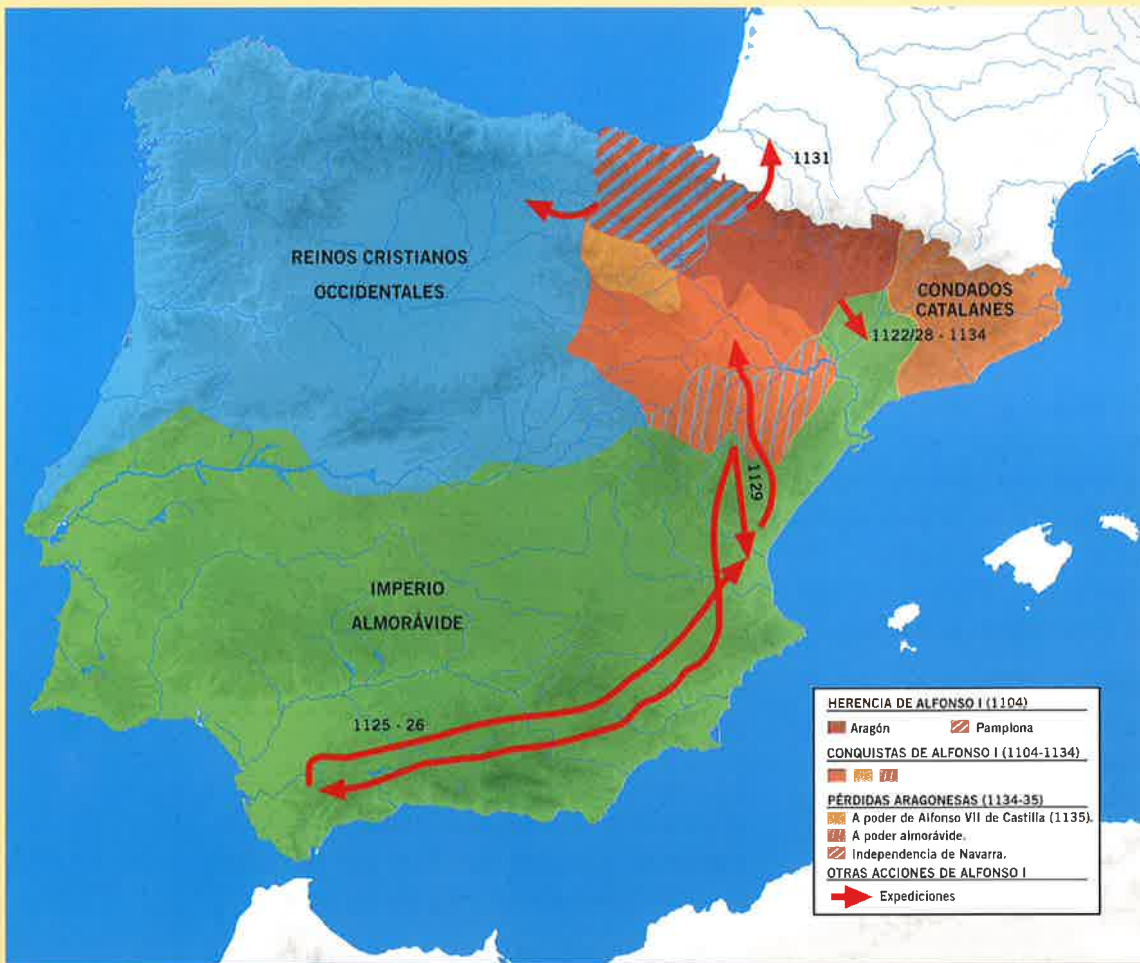 1131
REINOS CRISTIANOS
OCCIDENTALES
CONDADOS
CATALANES
1122/28 - 1134
1129
IMPERIO
ALMORÁVIDE
1125 - 26
HERENCIA DE ALFONSO I (1104)
Aragón Pamplona
CONQUISTAS DE ALFONSO I (1104-1134)
PÉRDIDAS ARAGONESAS (1134-35)
A poder de Alfonso VII de Castilla (1135).
A poder almorávide.
Independencia de Navarra.
OTRAS ACCIONES DE ALFONSO I
Expediciones